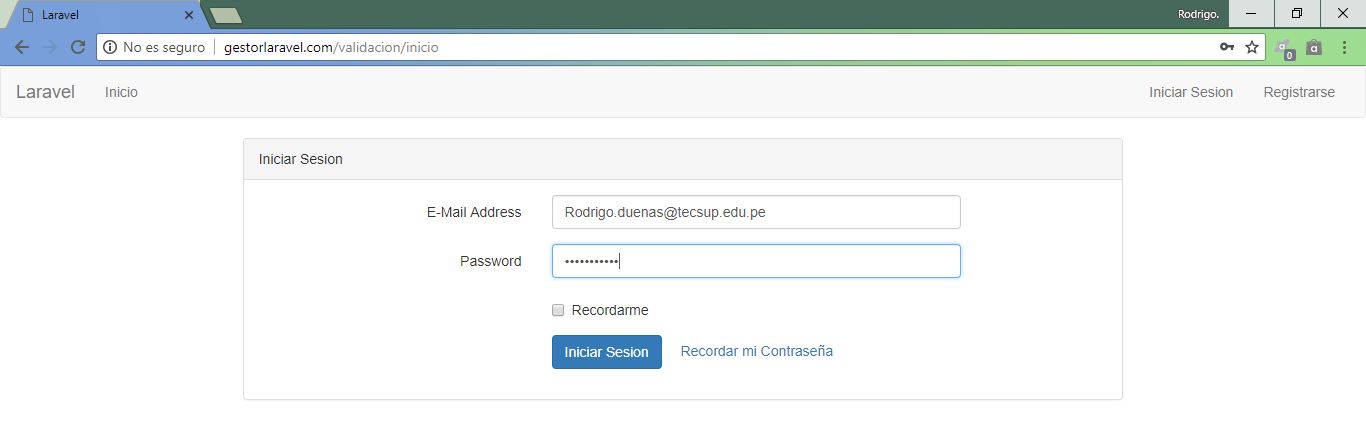 Laravel
Rodrigo.
No es seguro | gestorlaravel.com/validacion/inicio
0
a
Laravel Inicio Iniciar Sesion Registrarse
Iniciar Sesion
E-Mail Address Rodrigo.duenas@tecsup.edu.pe
Password •••••••••••
Recordarme
Iniciar Sesion Recordar mi Contraseña